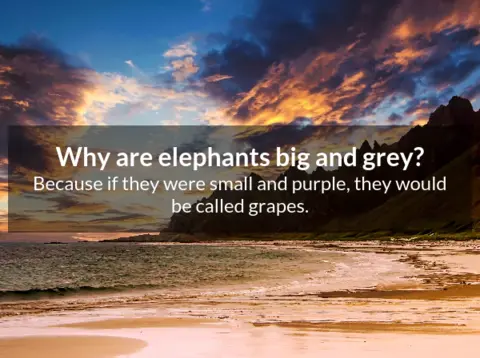 Why are elephants big and grey?
Because if they were small and purple, they would
be called grapes.